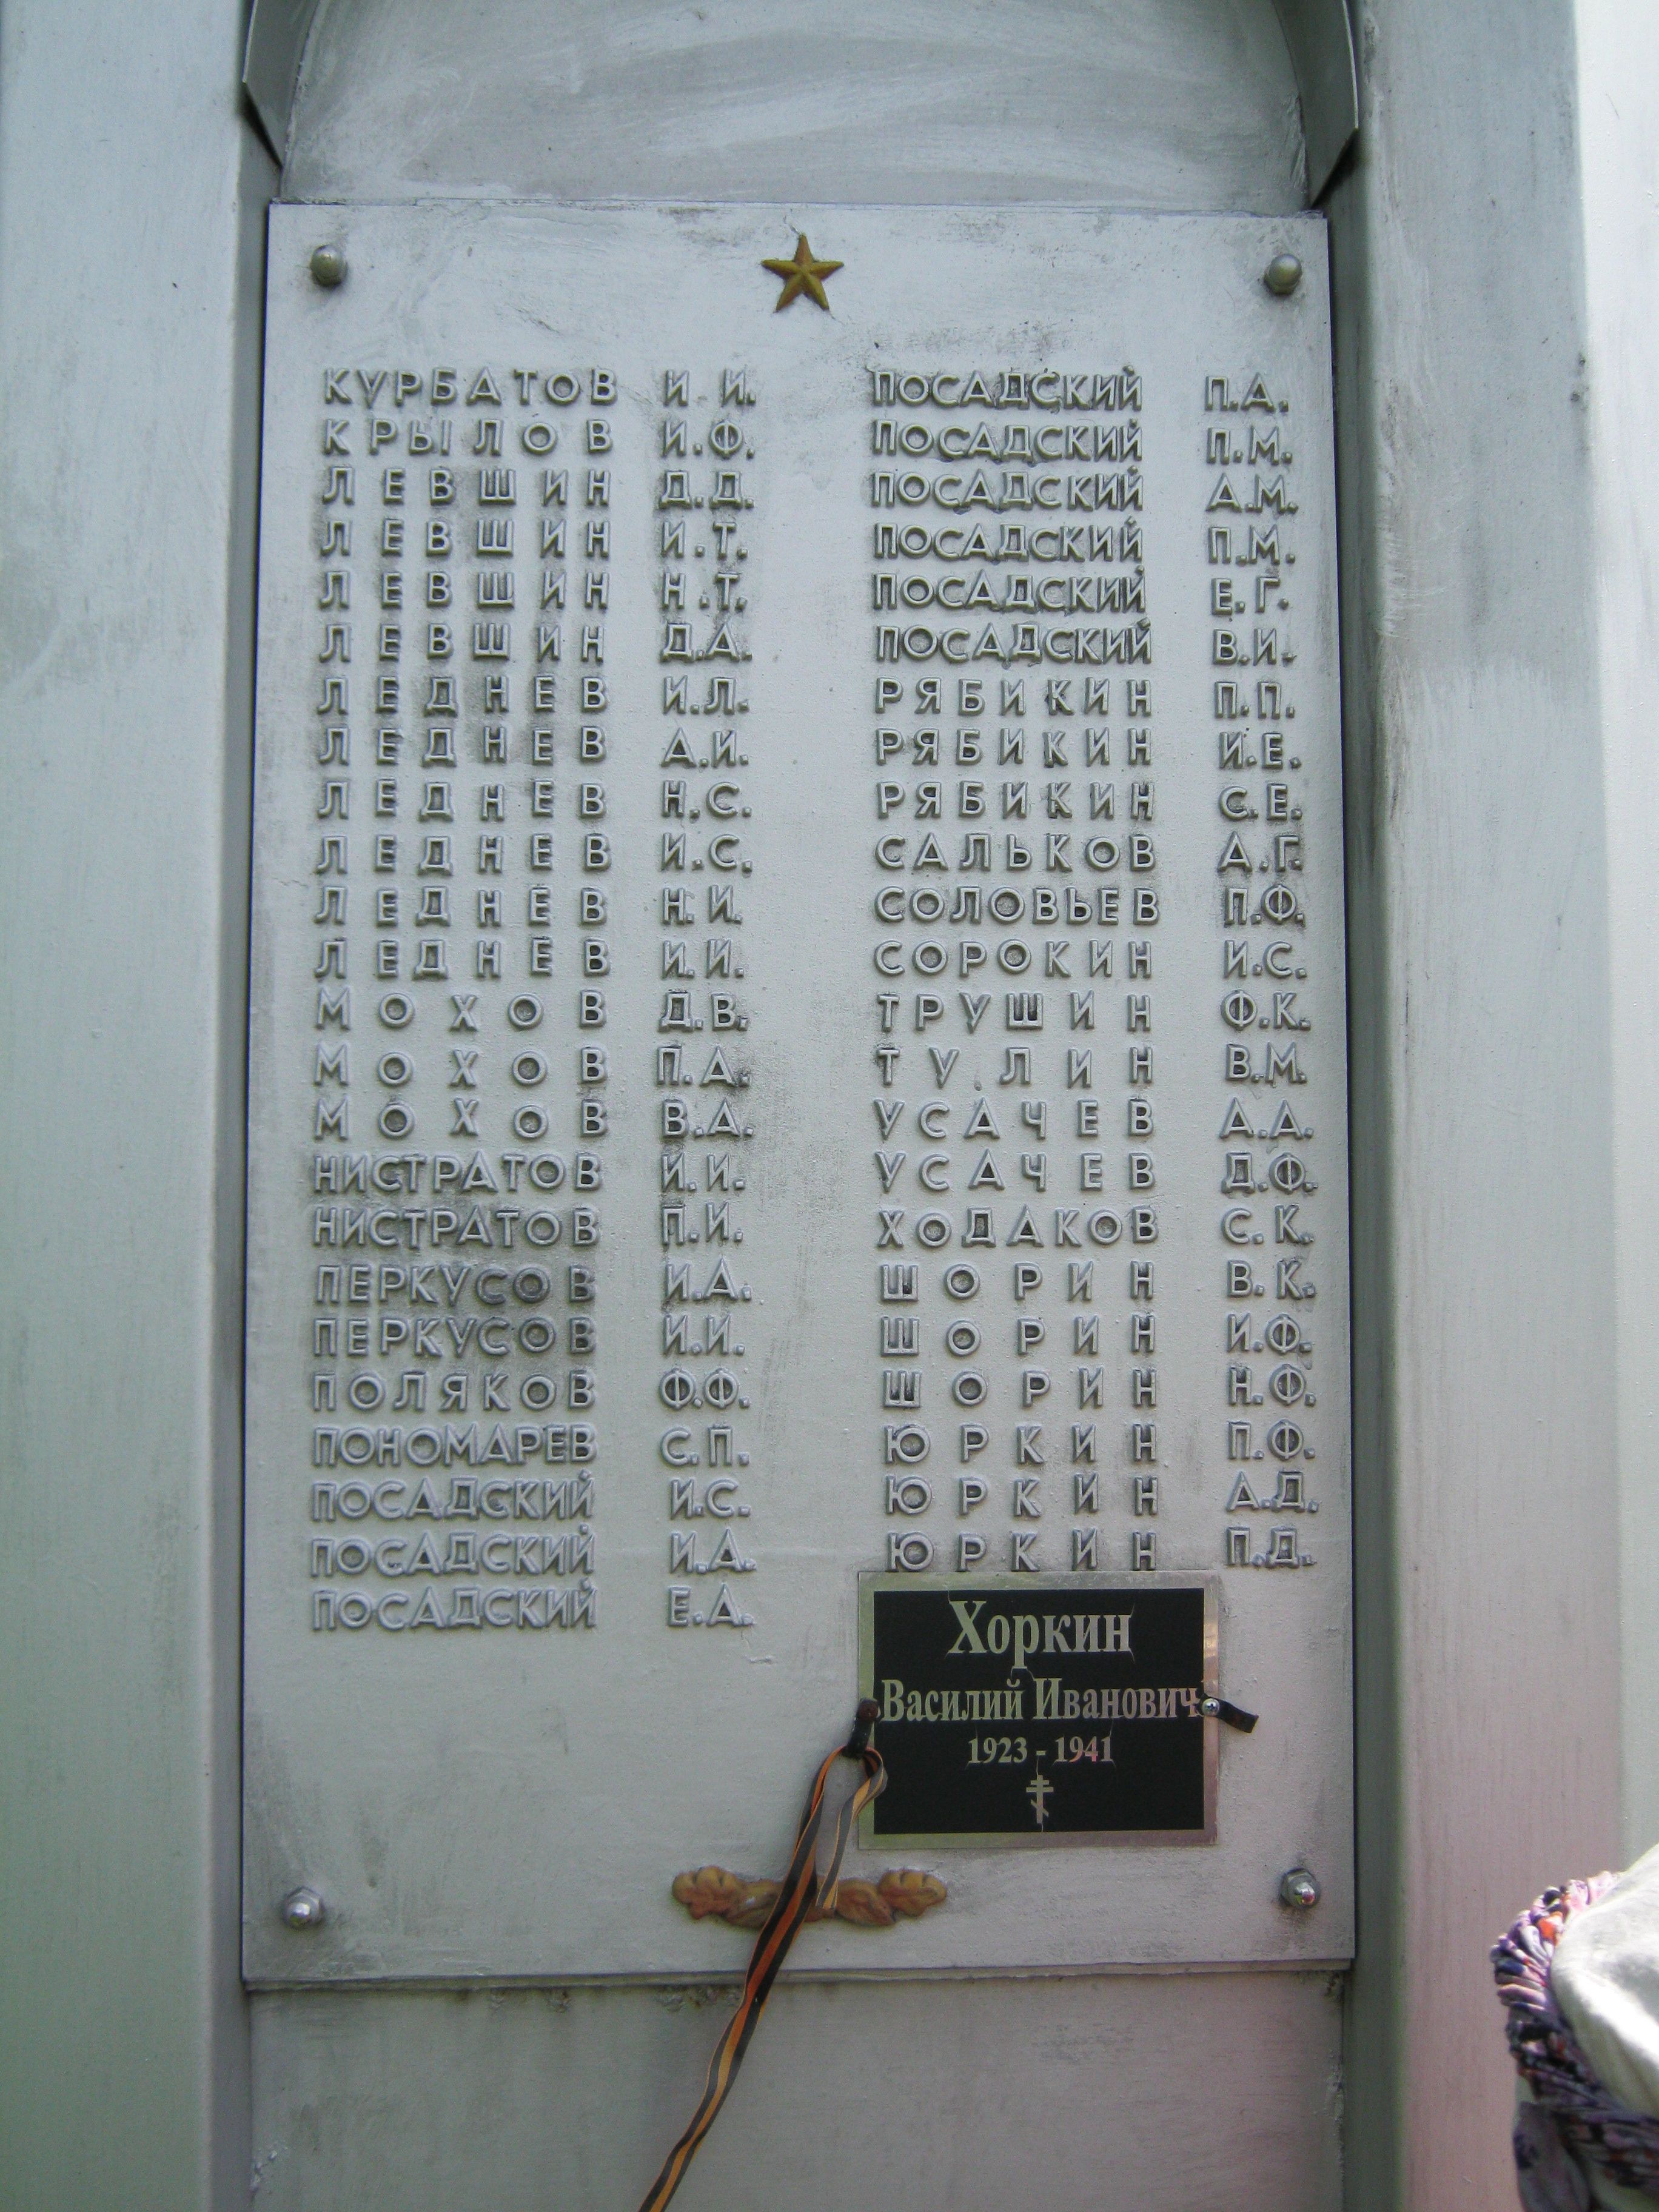 КУРБАТОВ И. И.
КРЫЛОВ И.Ф.
ЛЕВШИН Д.Д.
ЛЕВШИН И.Т.
ЛЕВШИН Н.Т.
ЛЕВШИН Д.А.
ЛЕДНЕВ И.Л.
ЛЕДНЕВ А.И.
ЛЕДНЕВ Н.С.
ЛЕДНЕВ И.С.
ЛЕДНЕВ Н.И.
ЛЕДНЕВ И.И.
МОХОВ Д.В.
МОХОВ П.А.
МОХОВ В.А.
НИСТРАТОВ И.И.
НИСТРАТОВ П.И.
ПЕРКУСОВ И.А.
ПЕРКУСОВ И.И.
ПОЛЯКОВ Ф.Ф.
ПОНОМАРЕВ С.П.
ПОСАДСКИЙ И.С.
ПОСАДСКИЙ И.А.
ПОСАДСКИЙ Е.А.
ПОСАДСКИЙ П.А.
ПОСАДСКИЙ П.М.
ПОСАДСКИЙ А.М.
ПОСАДСКИЙ П.М.
ПОСАДСКИЙ Е.Г.
ПОСАДСКИЙ В.И.
РЯБИКИН П.П.
РЯБИКИН И.Е.
РЯБИКИН С.Е.
САЛЬКОВ А.Г.
СОЛОВЬЕВ П.Ф.
СОРОКИН И.С.
ТРУШИН Ф.К.
ТУЛИН В.М.
УСАЧЕВ А.А.
УСАЧЕВ Д.Ф.
ХОДАКОВ С.К.
ШОРИН В.К.
ШОРИН И.Ф.
ШОРИН Н.Ф.
ЮРКИН П.Ф.
ЮРКИН А.Д.
ЮРКИН П.Д.
Хоркин
Василий Иванович
1923 - 1941